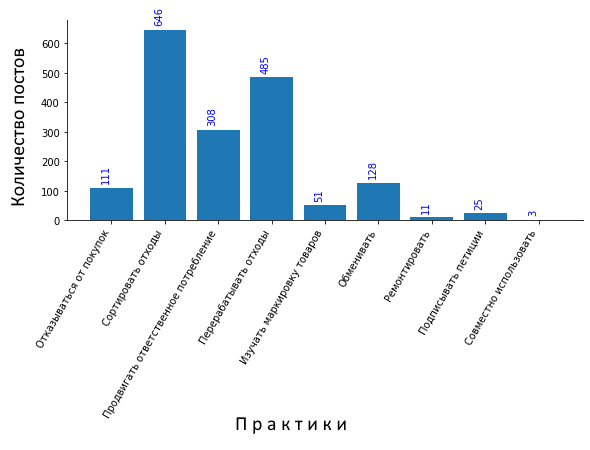 Количество постов
600
500
400
300
200
100
0
111
646
308
485
51
128
11
25
3
Отказываться от покупок
Сортировать отходы
Продвигать ответственное потребление
Перерабатывать отходы
Изучать маркировку товаров
Обменивать
Ремонтировать
Подписывать петиции
Совместно использовать
Практики